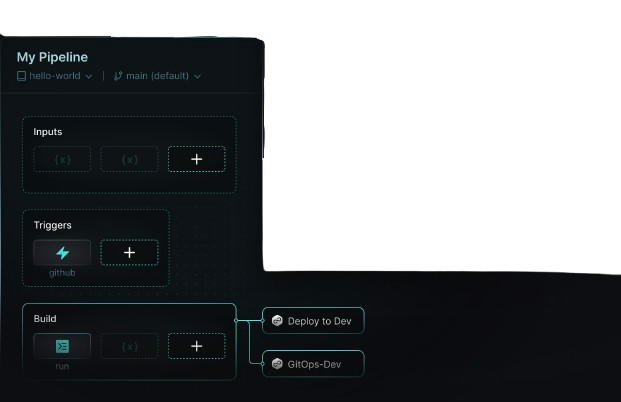 My Pipeline
hello-world | main (default)
Inputs
{x} {x} +
Triggers
+
github
Build
Deploy to Dev
{x} +
run
GitOps-Dev